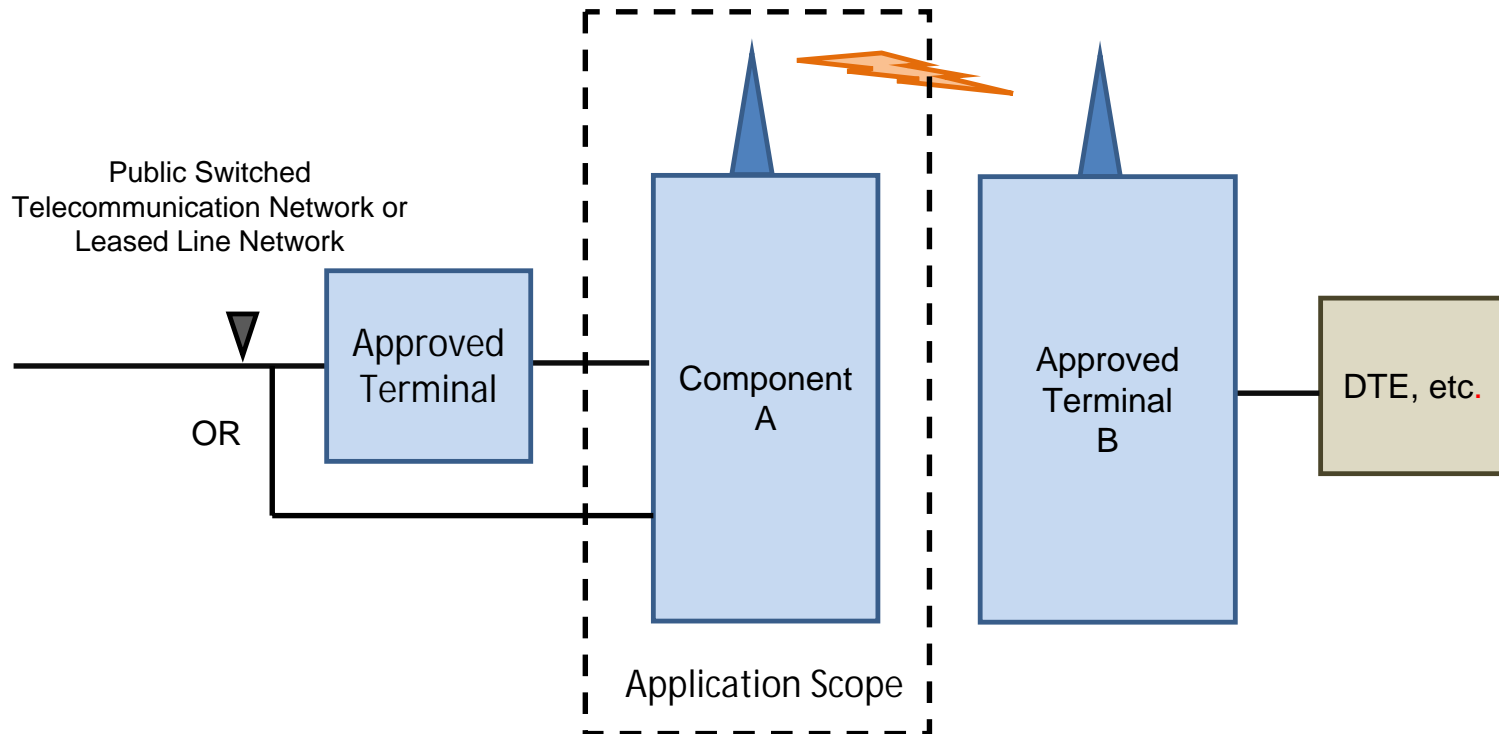 Public Switched
Telecommunication Network or
Leased Line Network
Approved
Terminal
OR
Component
A
Approved
Terminal
B
DTE, etc.
Application Scope